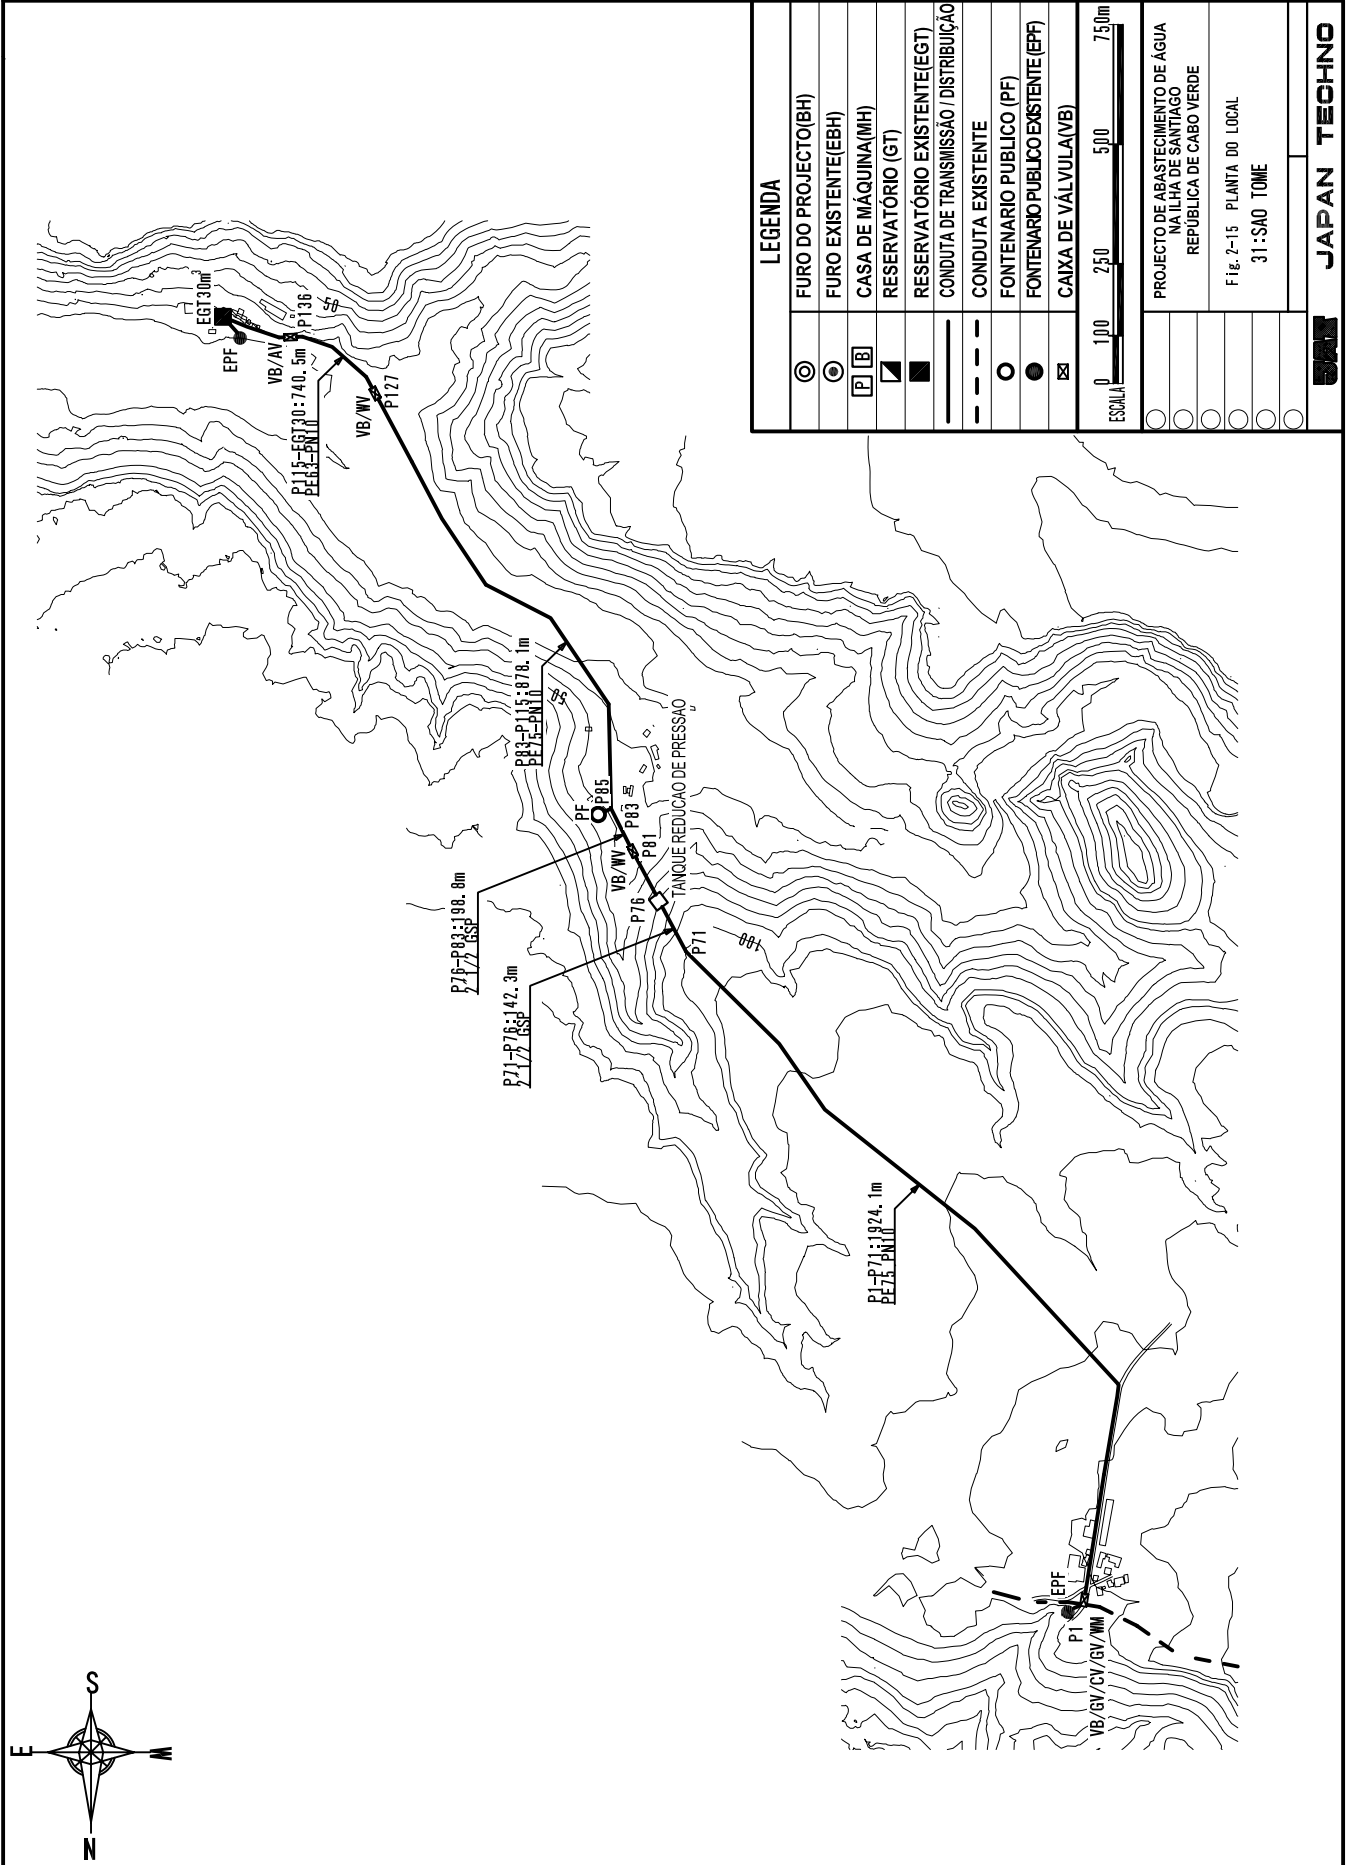 E
S
N
W
EGT30m³
EPF
VB/AV
P136
50
P115-EGT30:740.5m
PE63-PN10
VB/WV
P127
P83-P115:878.1m
PE75-PN10
50
PF
P85
P83
VB/WV
P81
TANQUE REDUCAO DE PRESSAO
P76
P76-P83:198.8m
2 1/2 GSP
P71
100
P71-P76:142.3m
2 1/2 GSP
P1-P71:1924.1m
PE75 PN10
EPF
P1
VB/GV/CV/GV/WM
LEGENDA
FURO DO PROJECTO(BH)
FURO EXISTENTE(EBH)
P B CASA DE MÁQUINA(MH)
RESERVATÓRIO (GT)
RESERVATÓRIO EXISTENTE(EGT)
CONDUTA DE TRANSMISSÃO / DISTRIBUIÇÃO
CONDUTA EXISTENTE
FONTENARIO PUBLICO (PF)
FONTENARIO PUBLICO EXISTENTE (EPF)
CAIXA DE VÁLVULA(VB)
ESCALA 0 100 250 500 750m
PROJECTO DE ABASTECIMENTO DE ÁGUA
NA ILHA DE SANTIAGO
REPÚBLICA DE CABO VERDE
Fig.2-15 PLANTA DO LOCAL
31:SAO TOME
JAPAN TECHNO